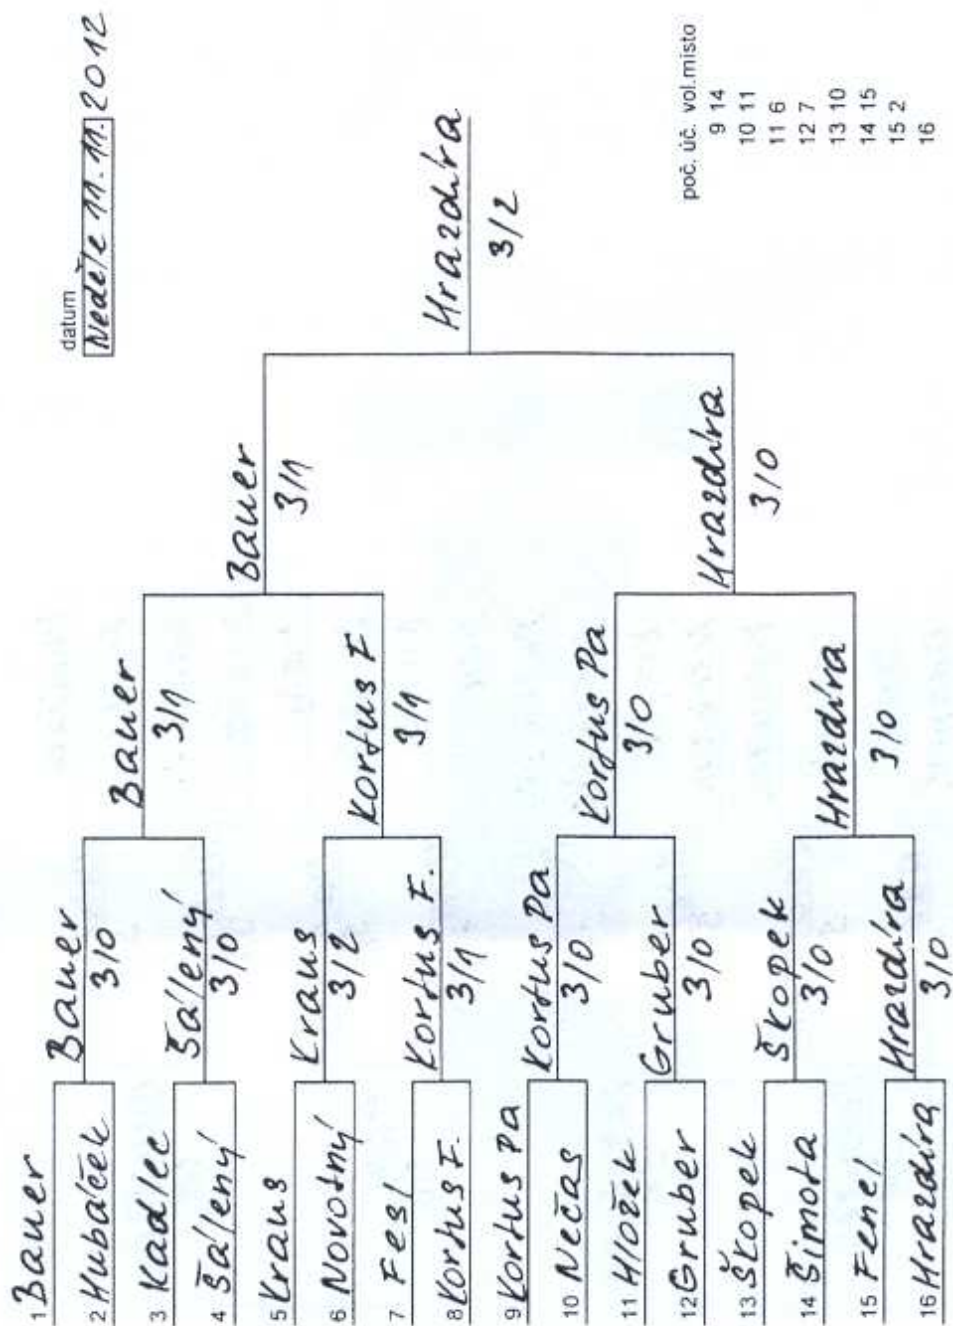 datum
Neděle 11.11.2012
1 Bauer
2 Hubáček
3 Kadlec
4 Šálený
5 Kraus
6 Novotný
7 Fesl
8 Kortus F.
9 Kortus Pa
10 Nečas
11 Hložek
12 Gruber
13 Škopek
14 Šimota
15 Fencl
16 Hrazdíra
Bauer
3/0
Šálený
3/0
Kraus
3/2
Kortus F.
3/1
Kortus Pa
3/0
Gruber
3/0
Škopek
3/0
Hrazdíra
3/0
Bauer
3/1
Kortus F
3/1
Kortus Pa
3/0
Hrazdíra
3/0
Bauer
3/1
Hrazdíra
3/0
Hrazdíra
3/2
poč. úč. vol.misto
9 14
10 11
11 6
12 7
13 10
14 15
15 2
16